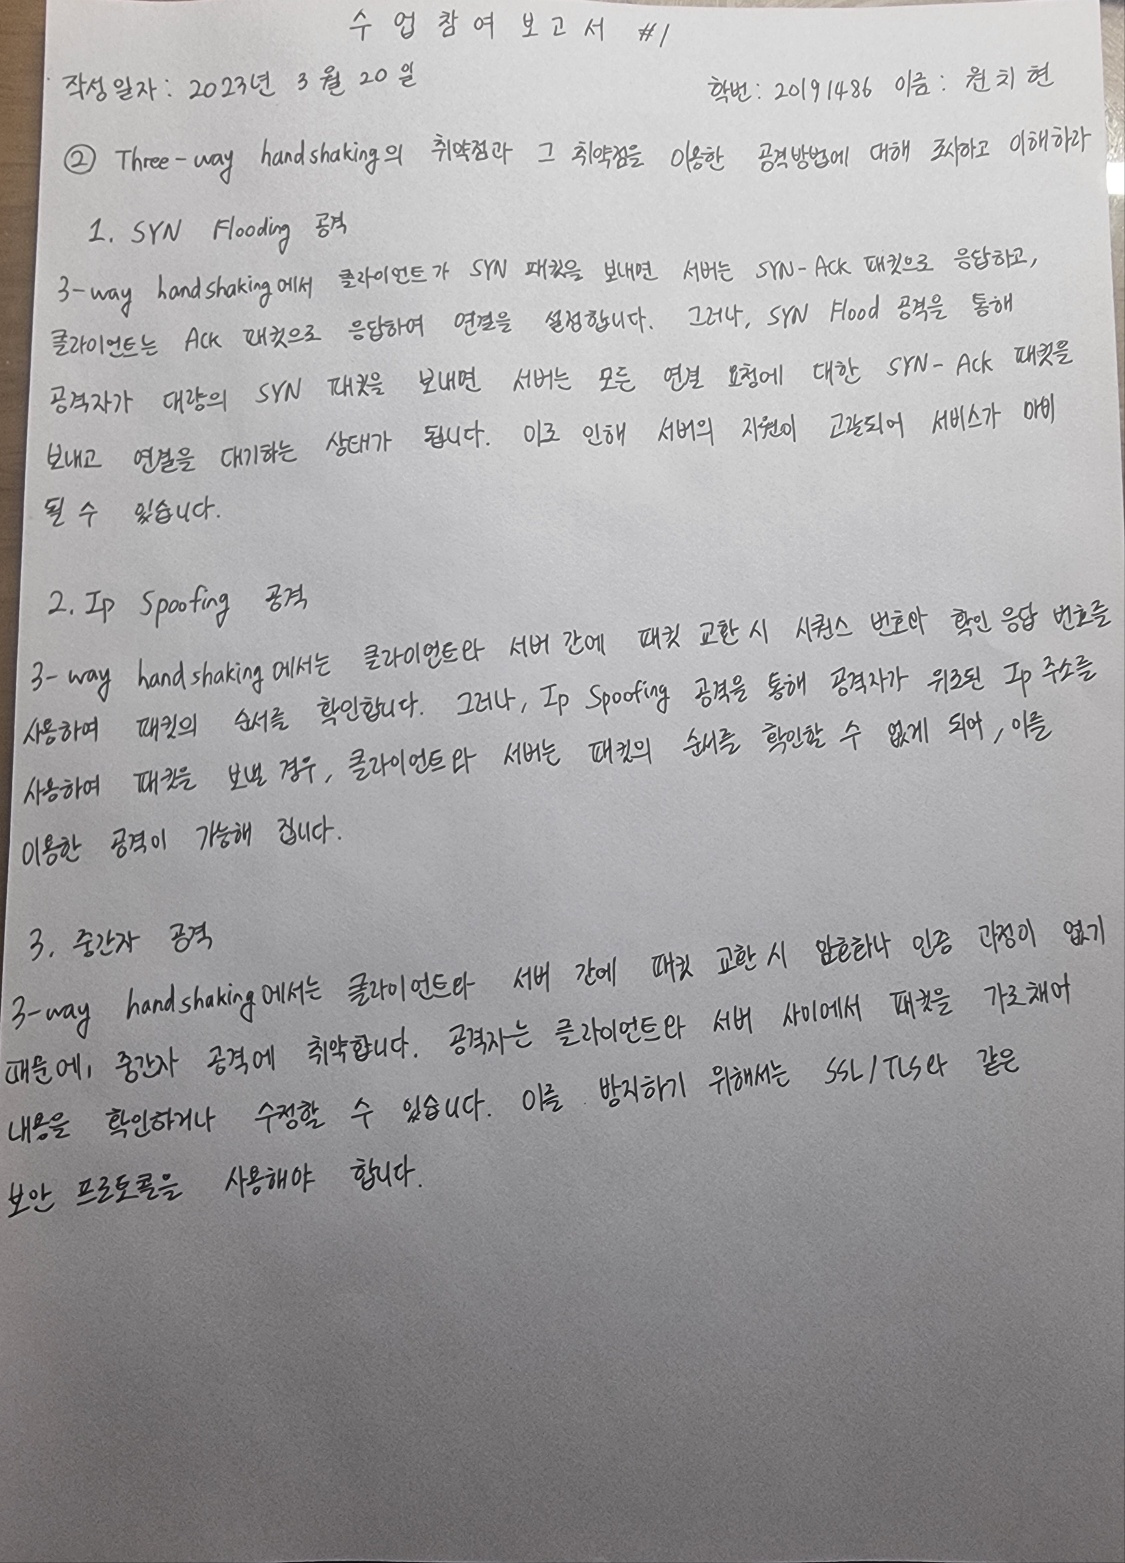 수업참여보고서 #1
작성일자: 2023년 3월 20일 학번: 20191486 이름: 원치현
② Three-way handshaking의 취약점과 그 취약점을 이용한 공격방법에 대해 조사하고 이해하라
1. SYN Flooding 공격
3-way handshaking에서 클라이언트가 SYN 패킷을 보내면 서버는 SYN-Ack 패킷으로 응답하고,
클라이언트는 Ack 패킷으로 응답하여 연결을 설정합니다. 그러나, SYN Flood 공격을 통해
공격자가 대량의 SYN 패킷을 보내면 서버는 모든 연결 요청에 대한 SYN-Ack 패킷을
보내고 연결을 대기하는 상태가 됩니다. 이로 인해 서버의 자원이 고갈되어 서비스가 마비
될 수 있습니다.
2. Ip Spoofing 공격
3-way handshaking에서는 클라이언트와 서버 간에 패킷 교환 시 시퀀스 번호와 확인 응답 번호를
사용하여 패킷의 순서를 확인합니다. 그러나, Ip Spoofing 공격을 통해 공격자가 위조된 Ip 주소를
사용하여 패킷을 보낼 경우, 클라이언트와 서버는 패킷의 순서를 확인할 수 없게 되어, 이를
이용한 공격이 가능해 집니다.
3. 중간자 공격
3-way handshaking에서는 클라이언트와 서버 간에 패킷 교환 시 암호화나 인증 과정이 없기
때문에, 중간자 공격에 취약합니다. 공격자는 클라이언트와 서버 사이에서 패킷을 가로채어
내용을 확인하거나 수정할 수 있습니다. 이를 방지하기 위해서는 SSL/TLS와 같은
보안 프로토콜을 사용해야 합니다.